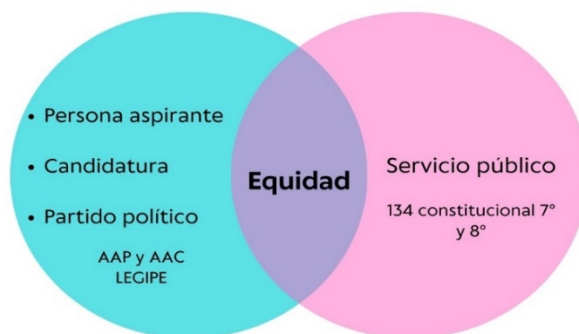 • Persona aspirante
• Candidatura
• Partido político
AAP y AAC
LEGIPE
Equidad
Servicio público
134 constitucional 7°
y 8°